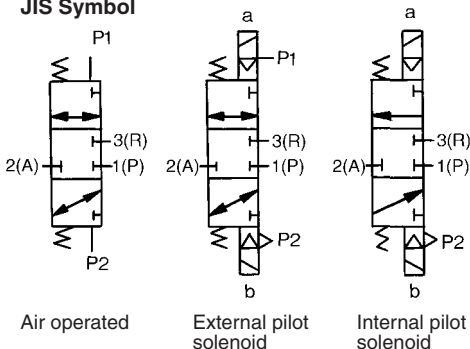 JIS Symbol
P1
3(R)
2(A)
1(P)
P2
Air operated
a
P1
3(R)
2(A)
1(P)
P2
b
External pilot
solenoid
a
3(R)
2(A)
1(P)
P2
b
Internal pilot
solenoid